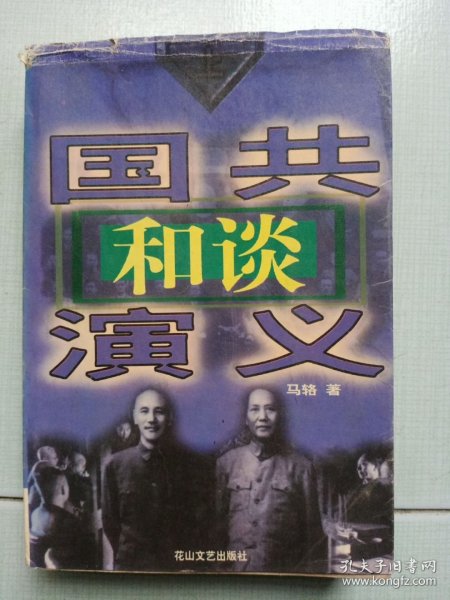 国共
和谈
演义
马辂 著
花山文艺出版社
孔夫子旧书网
www.kongfz.com